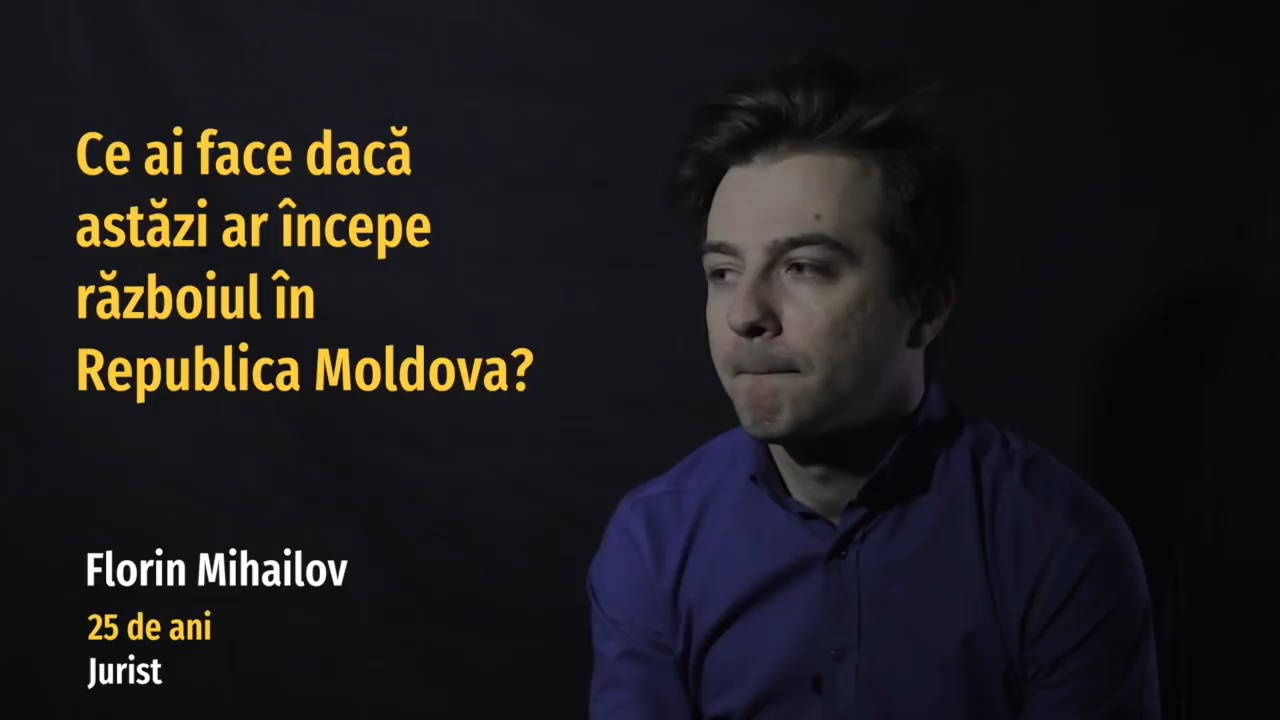 Ce ai face dacă
astăzi ar începe
războiul în
Republica Moldova?
Florin Mihailov
25 de ani
Jurist